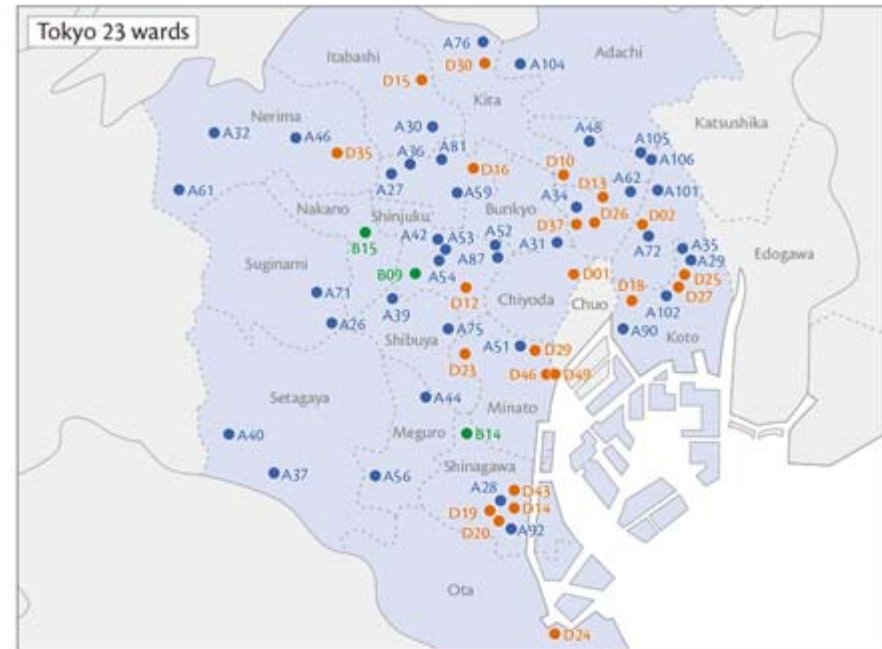 Tokyo 23 wards
A76
Adachi
Itabashi
D30
A104
D15
Kita
Nerima
A30
A48
Katsushika
A32
A46
A81
A105
D35
A36
A106
D16
D10
A27
A62
A61
A59
D13
A101
Nakano
Shinjuku
Bunkyo
A34
D37
D26
D02
B15
A42
A53
A52
A31
A72
A35
Edogawa
Suginami
A54
A87
A29
B09
D01
D25
A71
D12
Chiyoda
Chuo
D18
D27
A39
A102
A26
Shibuya
A75
A90
Koto
A51
D29
D23
D46
D49
Setagaya
A44
Minato
A40
Meguro
B14
A37
A56
Shinagawa
A28
D43
D19
D14
D20
A92
Ota
D24